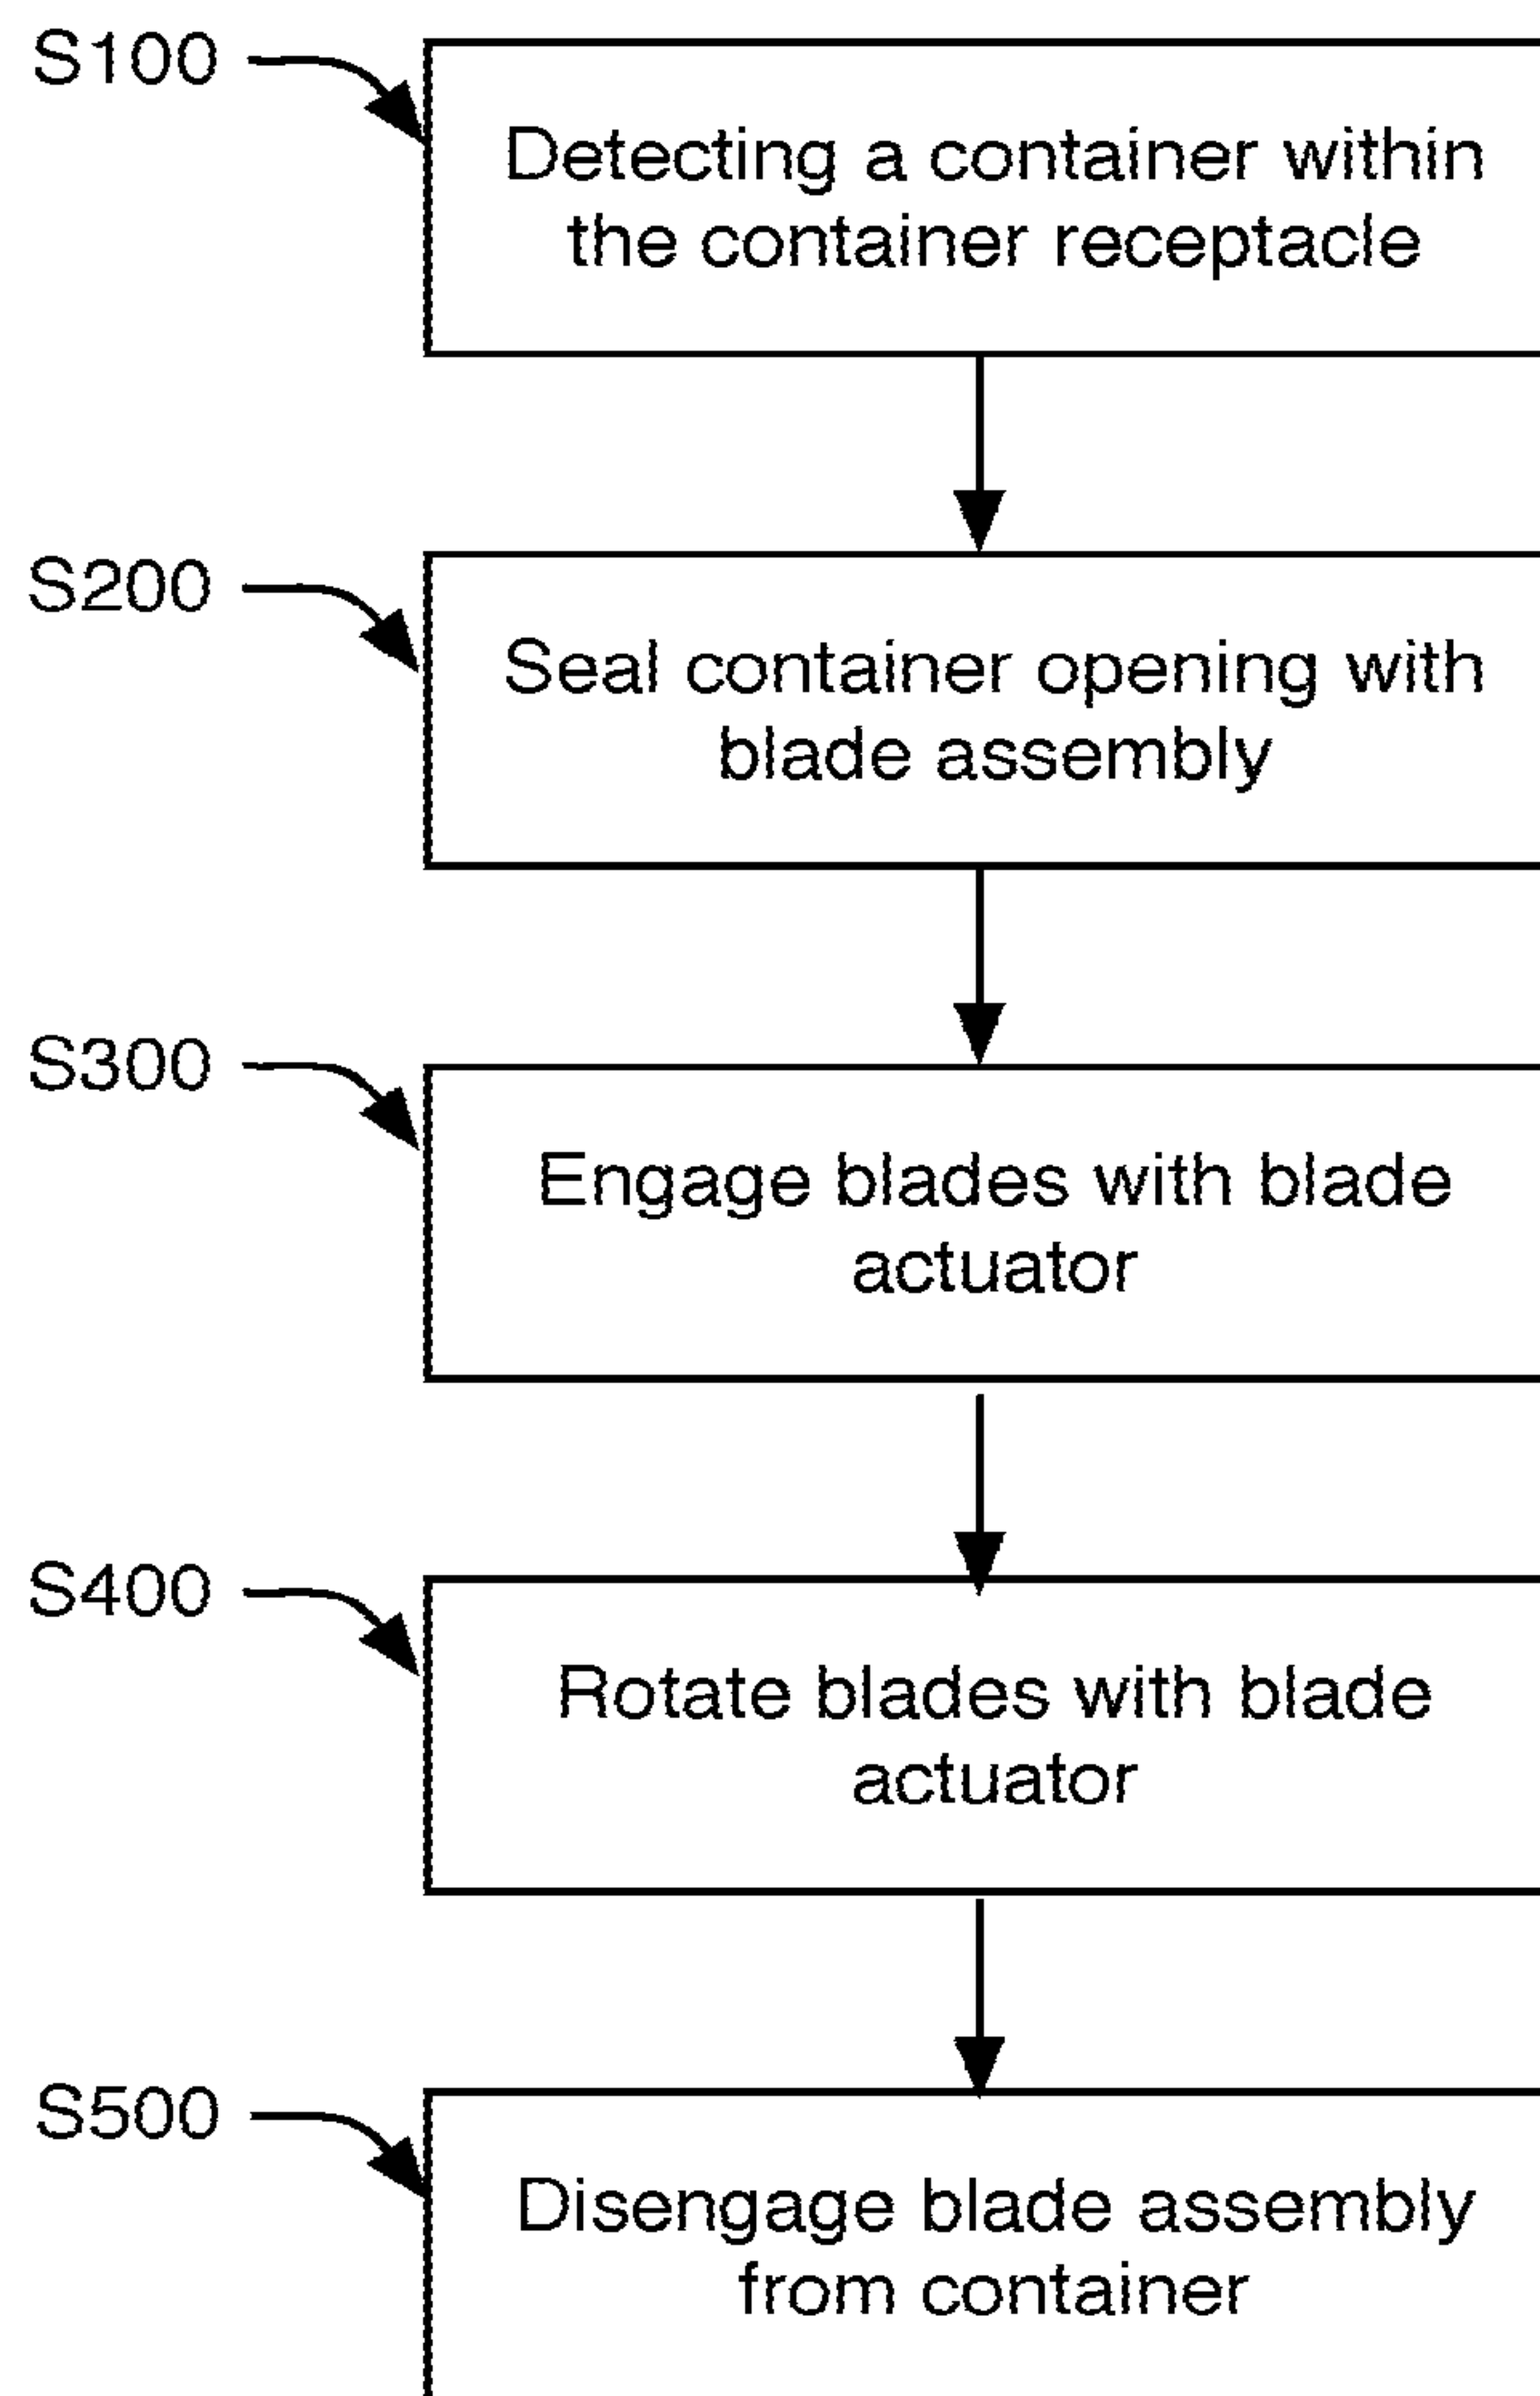 S100
Detecting a container within
the container receptacle
S200
Seal container opening with
blade assembly
S300
Engage blades with blade
actuator
S400
Rotate blades with blade
actuator
S500
Disengage blade assembly
from container